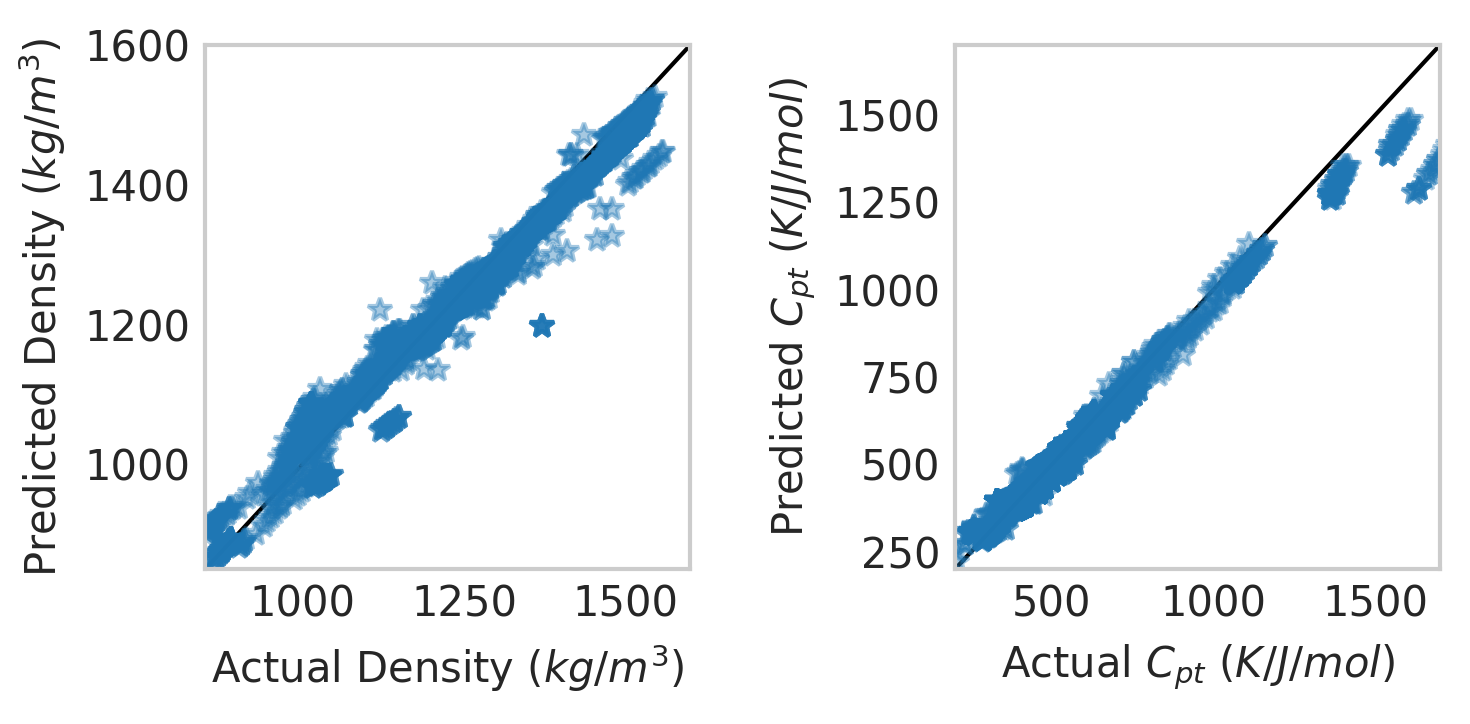 Predicted Density (kg/m³)
1600
1400
1200
1000
1000 1250 1500
Actual Density (kg/m³)
Predicted Cₚₜ (K/J/mol)
1500
1250
1000
750
500
250
500 1000 1500
Actual Cₚₜ (K/J/mol)